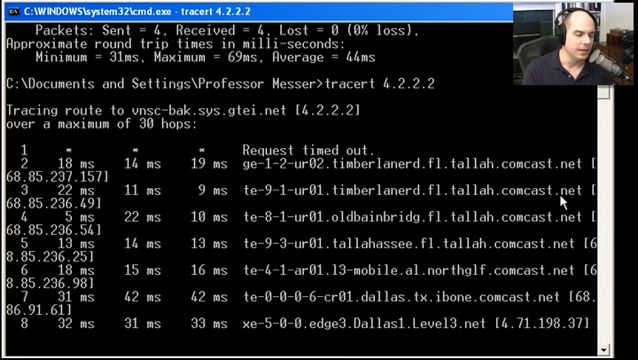 C:\WINDOWS\system32\cmd.exe - tracert 4.2.2.2
Packets: Sent = 4, Received = 4, Lost = 0 (0% loss),
Approximate round trip times in milli-seconds:
Minimum = 31ms, Maximum = 69ms, Average = 44ms
C:\Documents and Settings\Professor Messer>tracert 4.2.2.2
Tracing route to vnsc-bak.sys.gtei.net [4.2.2.2]
over a maximum of 30 hops:
1 * * * Request timed out.
2 18 ms 14 ms 19 ms ge-1-2-ur02.timberlanerd.fl.tallah.comcast.net [
68.85.237.157]
3 22 ms 11 ms 9 ms te-9-1-ur01.timberlanerd.fl.tallah.comcast.net [
68.85.236.49]
4 5 ms 22 ms 10 ms te-8-1-ur01.oldbainbridg.fl.tallah.comcast.net [
68.85.236.54]
5 13 ms 14 ms 13 ms te-9-3-ur01.tallahassee.fl.tallah.comcast.net [6
8.85.236.25]
6 18 ms 15 ms 16 ms te-4-1-ar01.l3-mobile.al.northglf.comcast.net [6
8.85.236.98]
7 31 ms 42 ms 42 ms te-0-0-0-6-cr01.dallas.tx.ibone.comcast.net [68.
86.91.61]
8 32 ms 31 ms 33 ms xe-5-0-0.edge3.Dallas1.Level3.net [4.71.198.37]